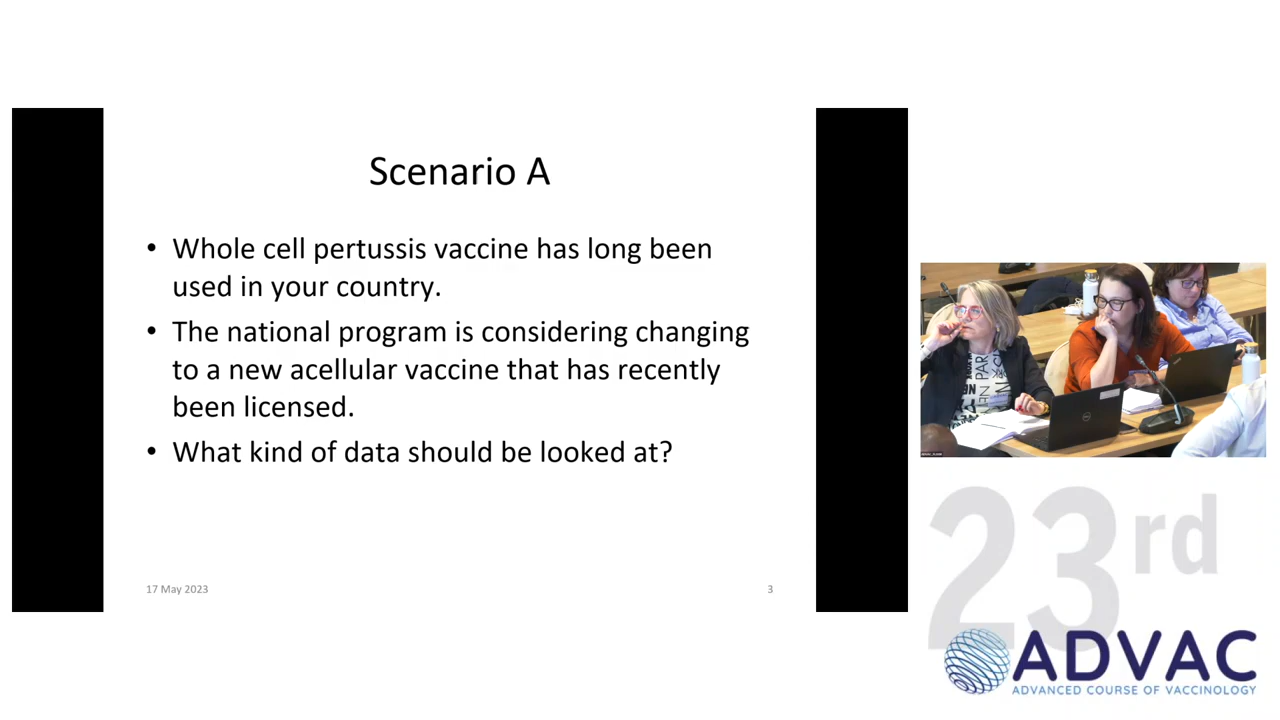 Scenario A
• Whole cell pertussis vaccine has long been
used in your country.
• The national program is considering changing
to a new acellular vaccine that has recently
been licensed.
• What kind of data should be looked at?
17 May 2023
3
23rd
ADVAC
ADVANCED COURSE OF VACCINOLOGY